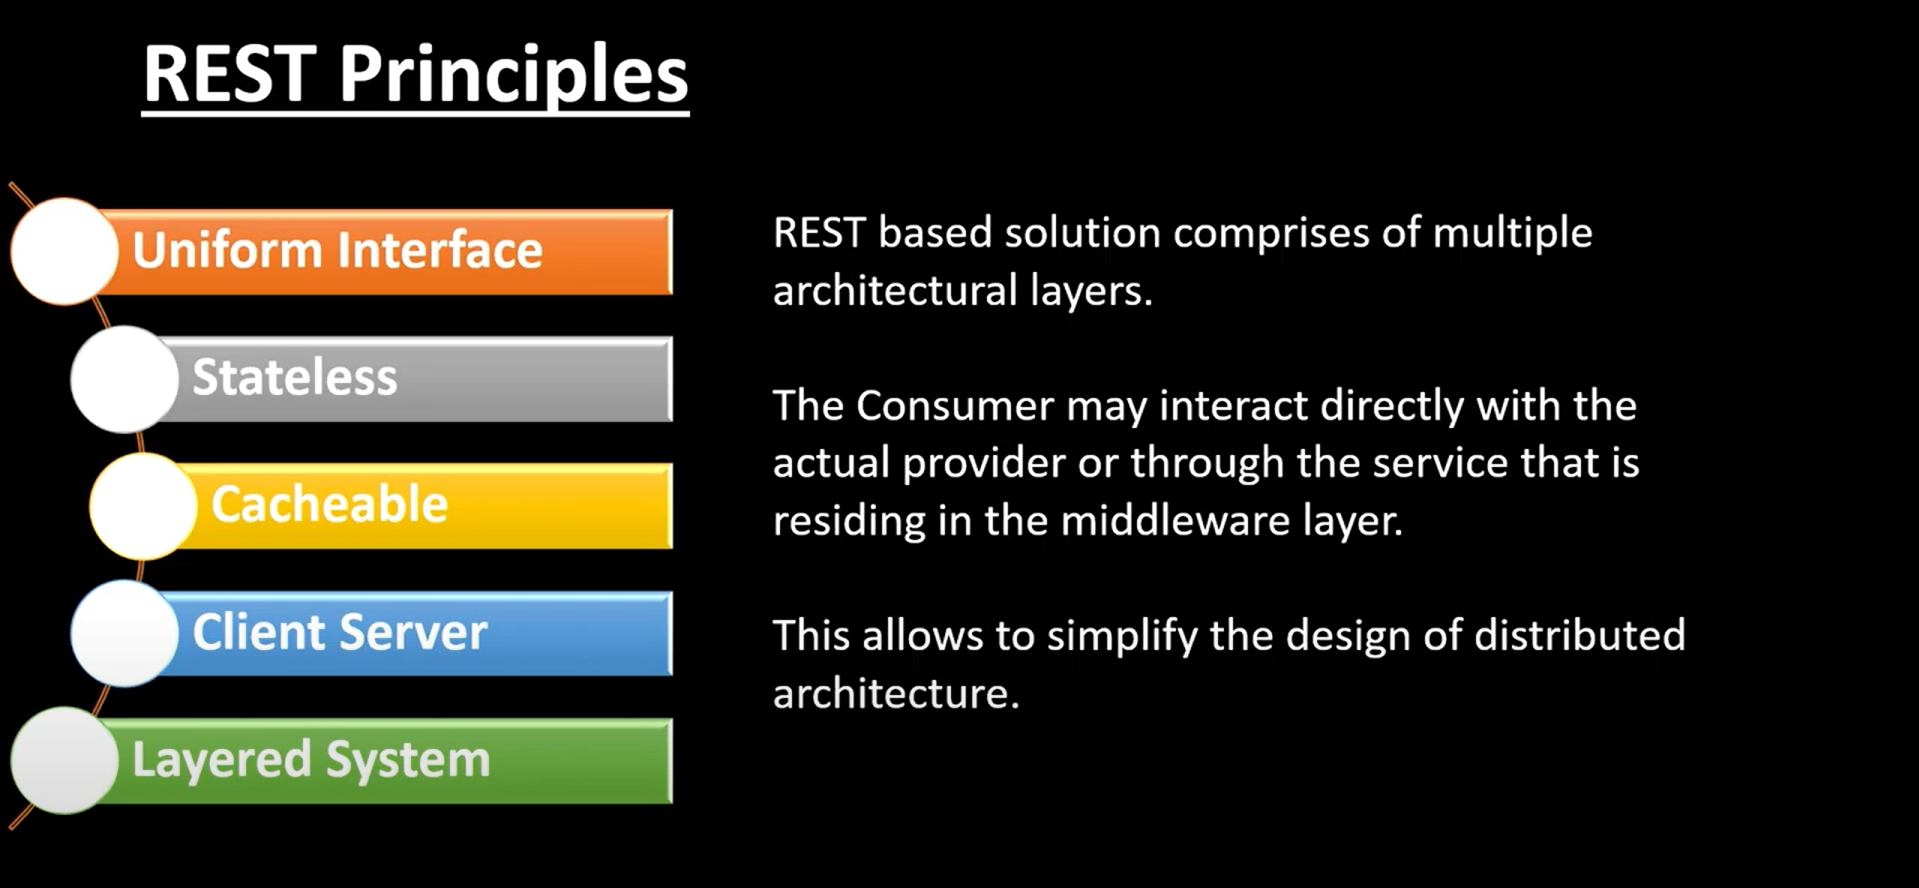 REST Principles
Uniform Interface
Stateless
Cacheable
Client Server
Layered System
REST based solution comprises of multiple
architectural layers.
The Consumer may interact directly with the
actual provider or through the service that is
residing in the middleware layer.
This allows to simplify the design of distributed
architecture.